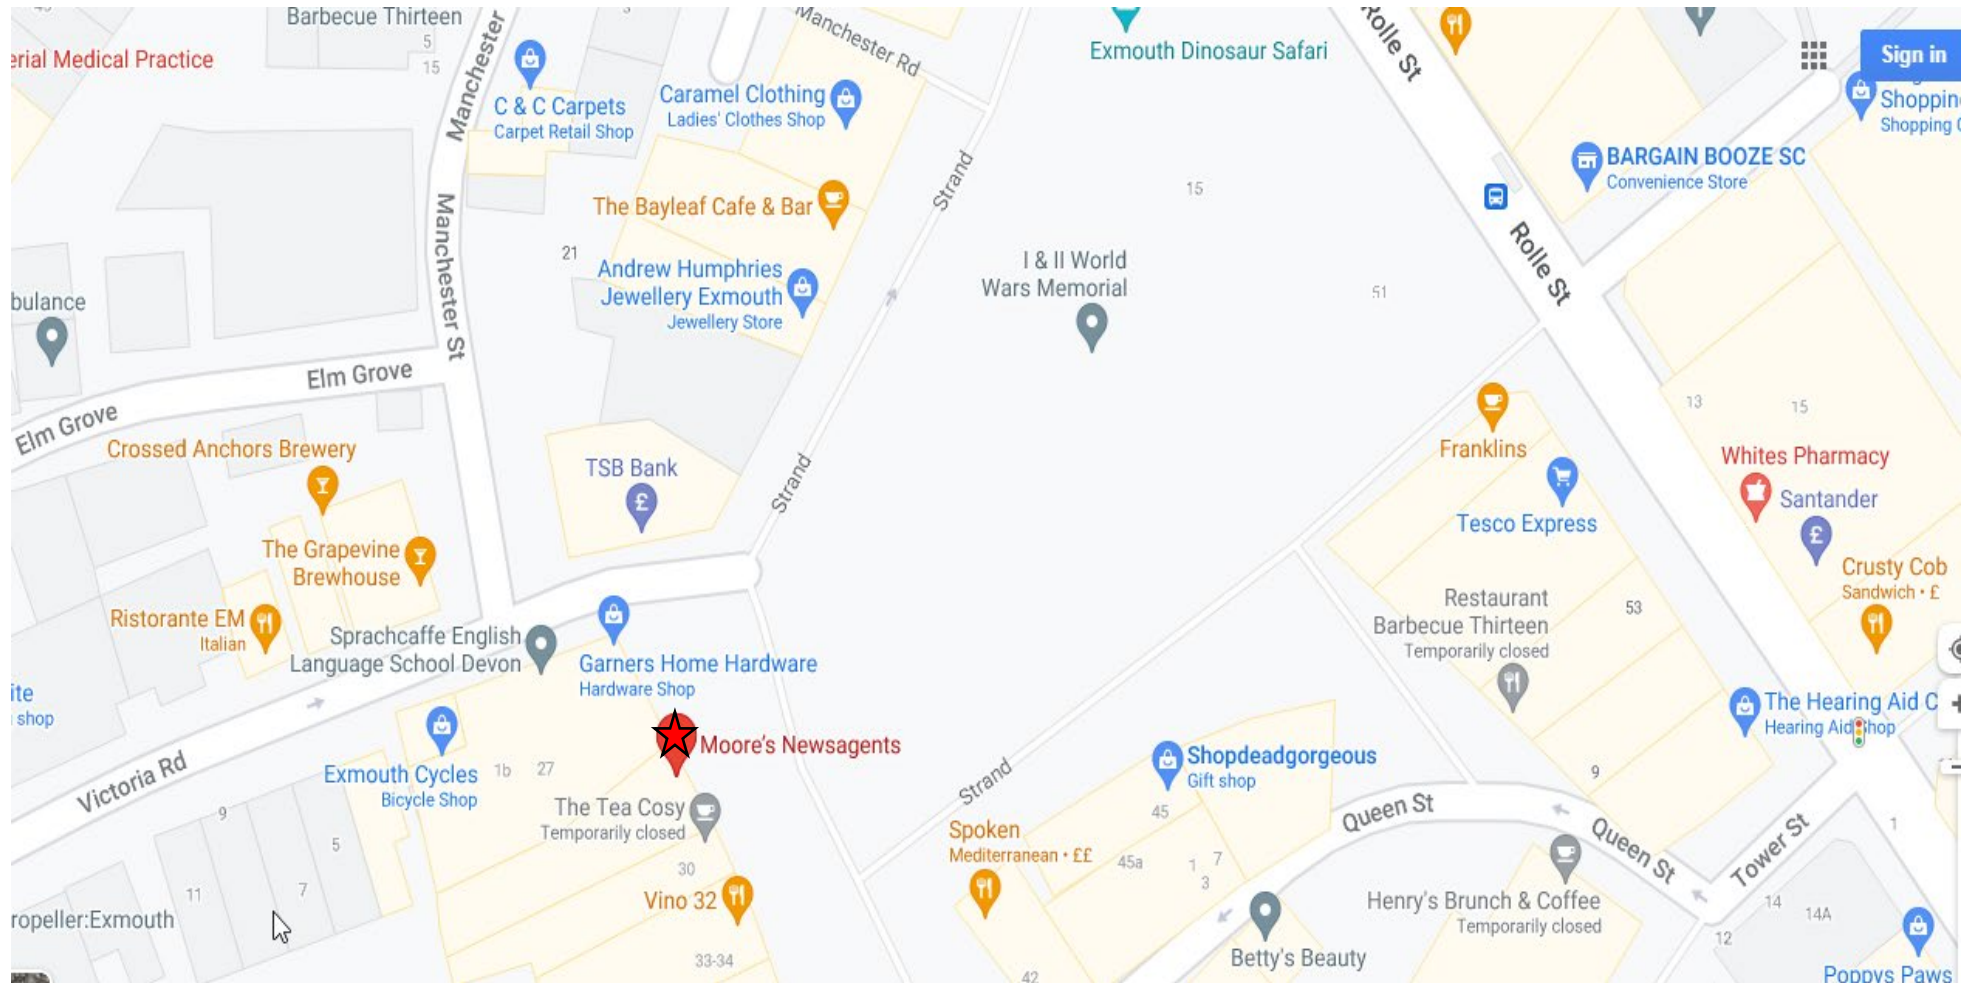 Barbecue Thirteen
5
15
erial Medical Practice
Manchester
C & C Carpets
Carpet Retail Shop
3
Manchester Rd
Caramel Clothing
Ladies' Clothes Shop
Exmouth Dinosaur Safari
Rolle St
Sign in
Shoppin
Shopping C
BARGAIN BOOZE SC
Convenience Store
The Bayleaf Cafe & Bar
Strand
15
Manchester St
21
Andrew Humphries
Jewellery Exmouth
Jewellery Store
I & II World
Wars Memorial
51
Rolle St
bulance
Elm Grove
Elm Grove
Crossed Anchors Brewery
TSB Bank
Strand
Franklins
Tesco Express
13
15
Whites Pharmacy
Santander
Crusty Cob
Sandwich • £
The Grapevine
Brewhouse
Ristorante EM
Italian
Sprachcaffe English
Language School Devon
Garners Home Hardware
Hardware Shop
Restaurant
Barbecue Thirteen
Temporarily closed
53
ite
shop
Moore's Newsagents
The Hearing Aid C
Hearing Aid Shop
Victoria Rd
Exmouth Cycles
Bicycle Shop
1b
27
The Tea Cosy
Temporarily closed
Strand
Shopdeadgorgeous
Gift shop
45
9
Queen St
Queen St
Tower St
1
9
5
11
7
30
Vino 32
Spoken
Mediterranean • ££
45a
1
7
3
Henry's Brunch & Coffee
Temporarily closed
14
14A
12
ropeller:Exmouth
33-34
42
Betty's Beauty
Poppys Paws